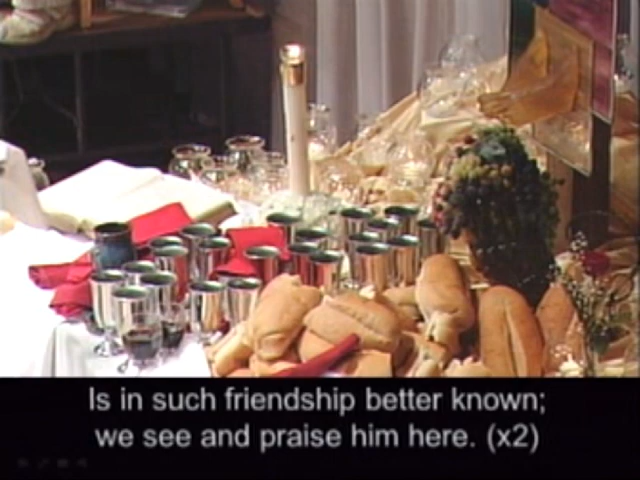 Is in such friendship better known;
we see and praise him here. (x2)